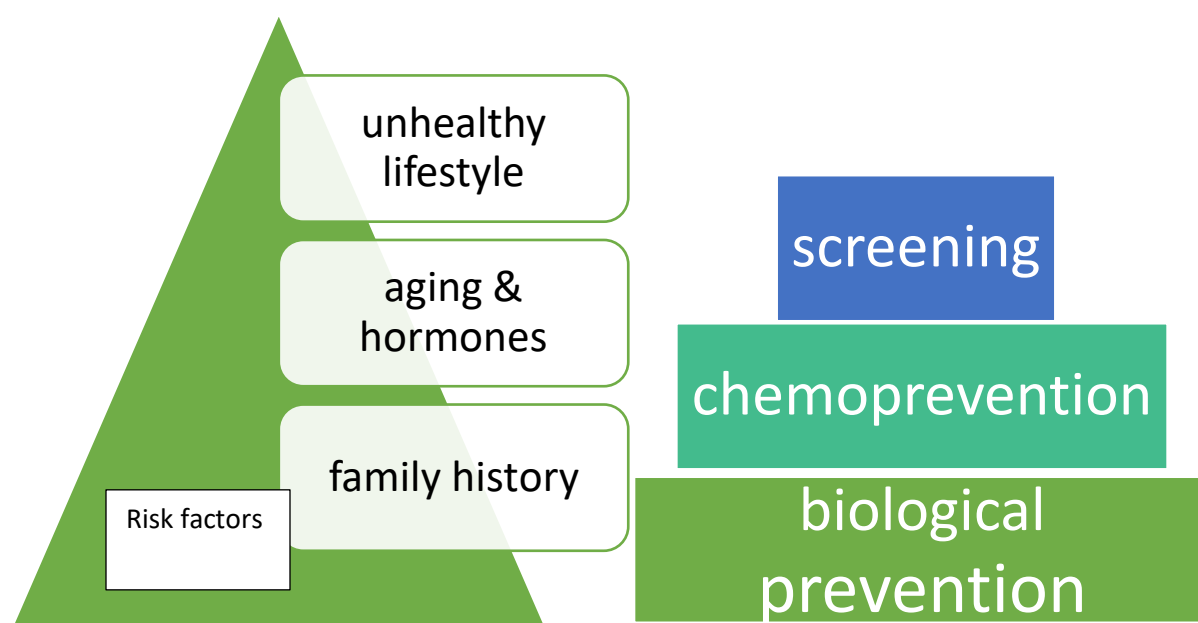 unhealthy
lifestyle
aging &
hormones
family history
Risk factors
screening
chemoprevention
biological
prevention